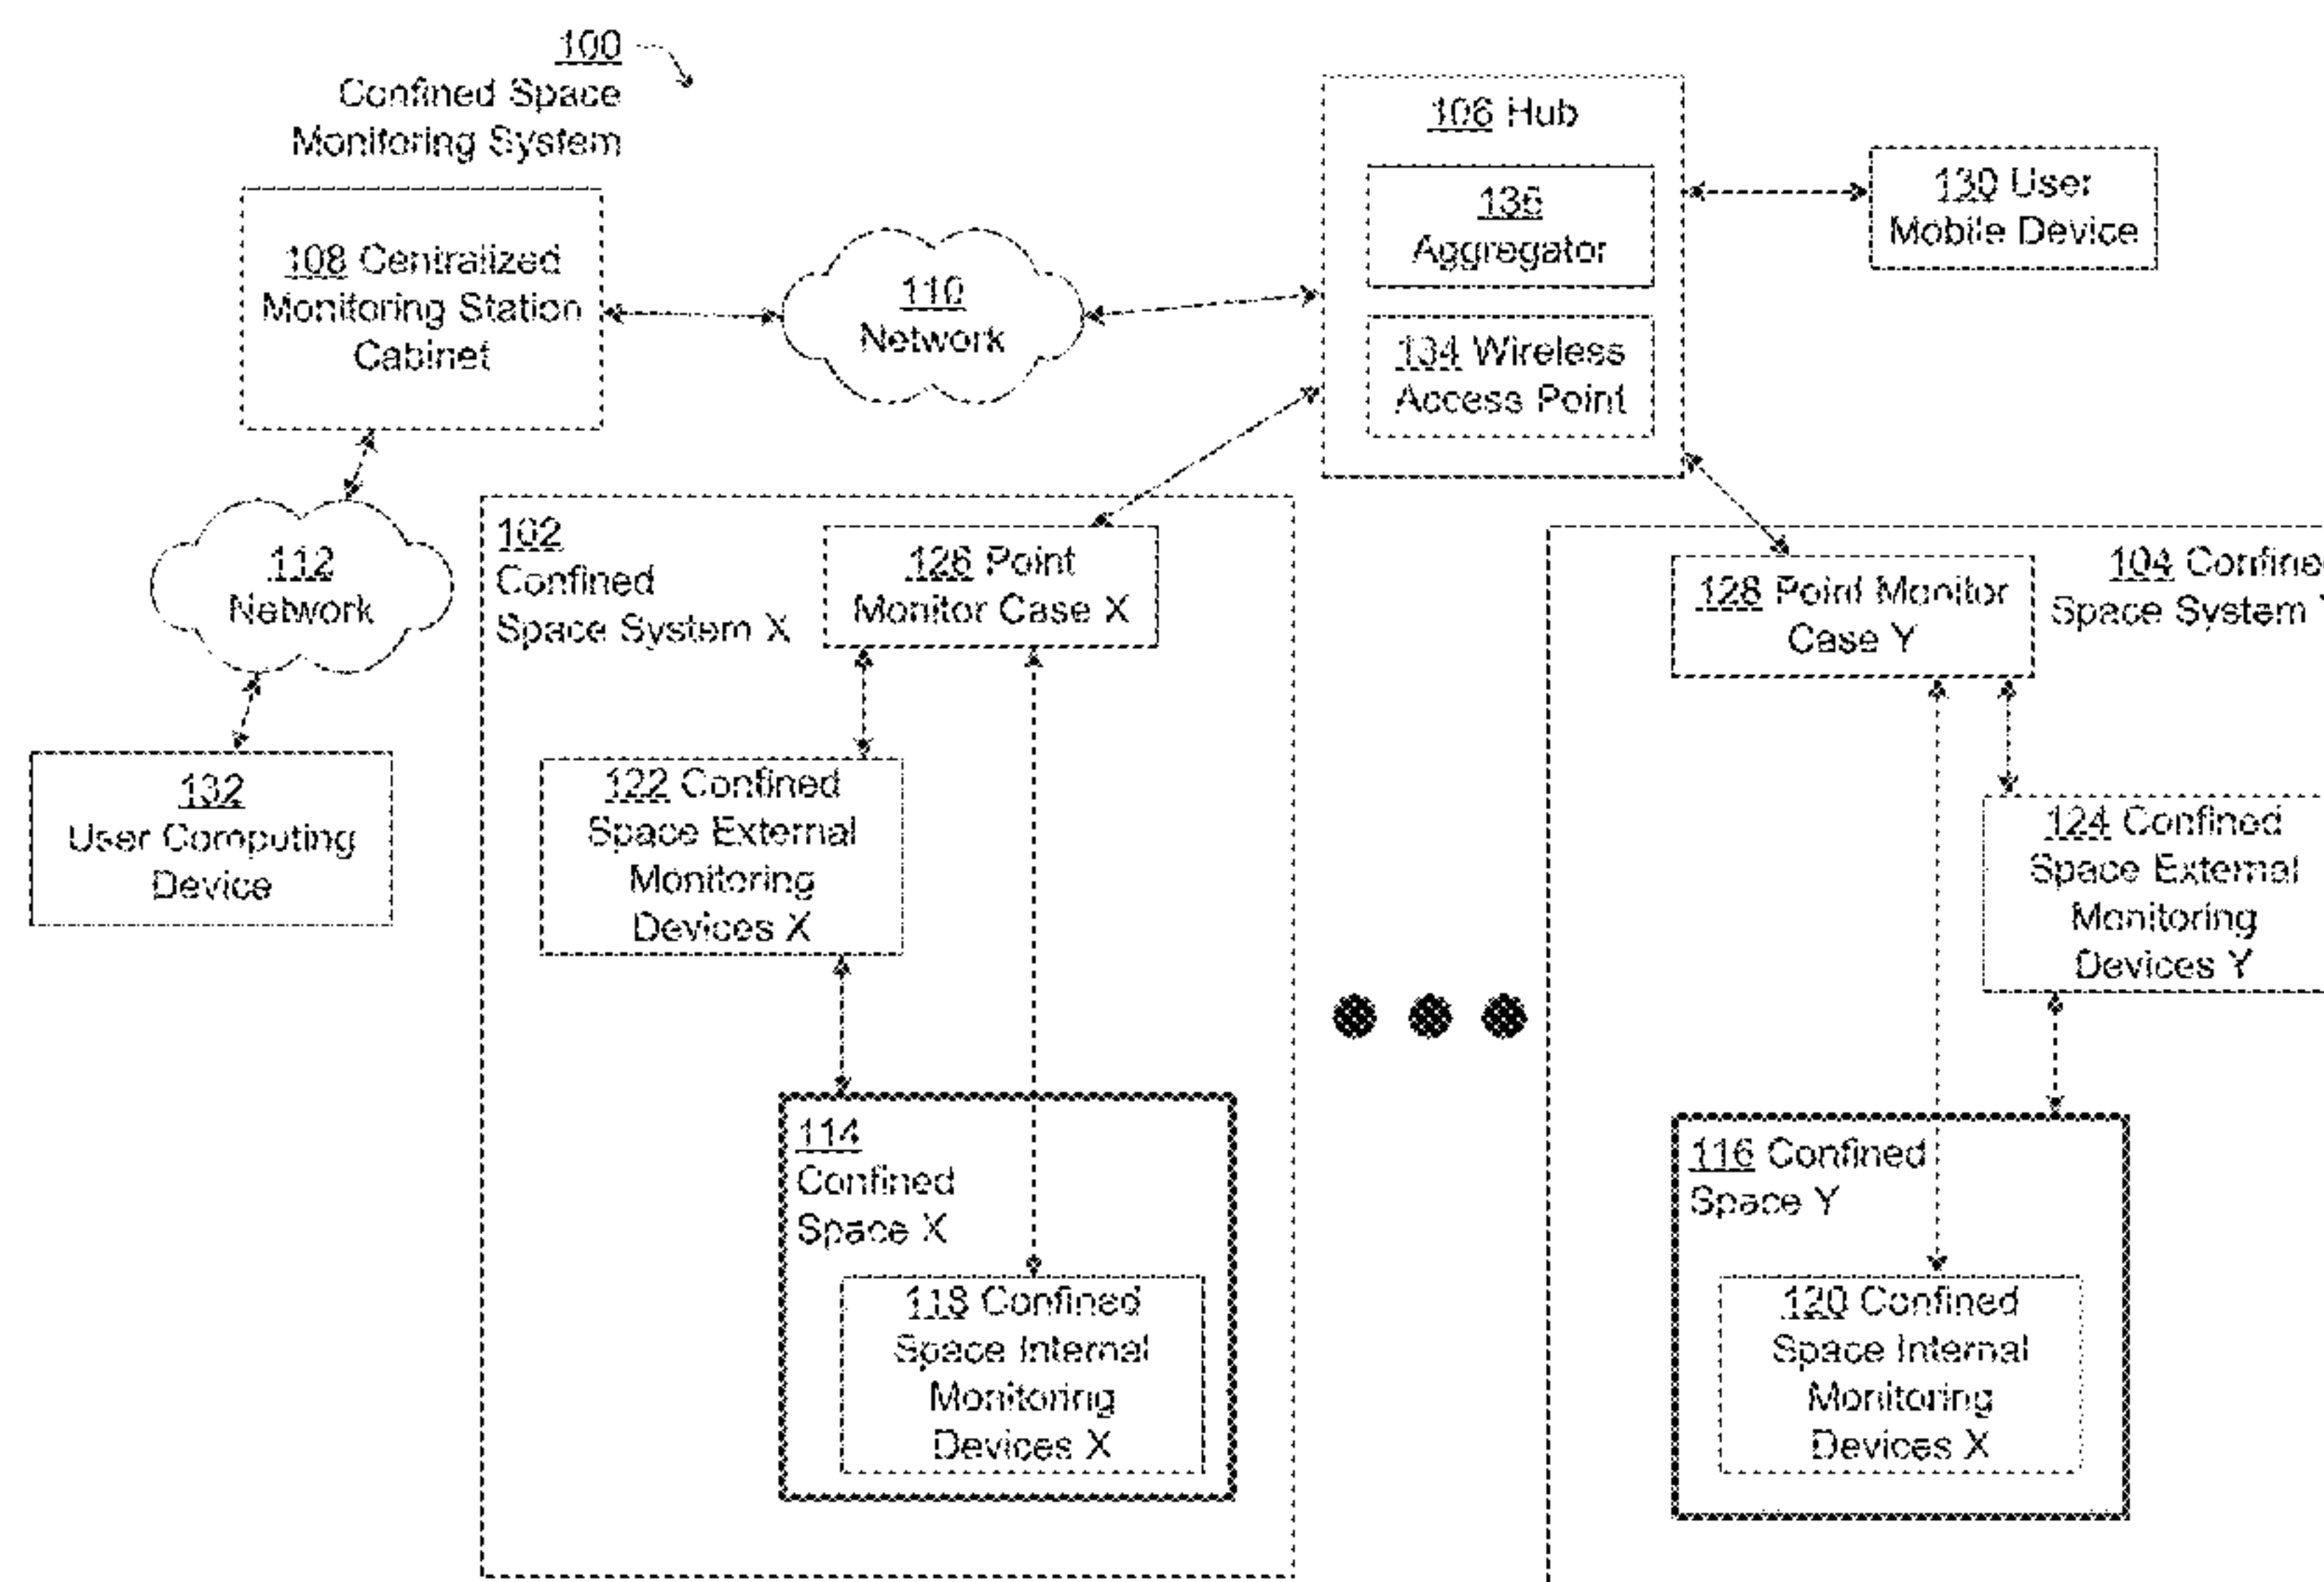 100
Confined Space
Monitoring System
106 Hub
136
Aggregator
134 Wireless
Access Point
130 User
Mobile Device
108 Centralized
Monitoring Station
Cabinet
110
Network
112
Network
132
User Computing
Device
102
Confined
Space System X
126 Point
Monitor Case X
122 Confined
Space External
Monitoring
Devices X
114
Confined
Space X
118 Confined
Space Internal
Monitoring
Devices X
128 Point Monitor
Case Y
104 Confine
Space System
124 Confined
Space External
Monitoring
Devices Y
116 Confined
Space Y
120 Confined
Space Internal
Monitoring
Devices X